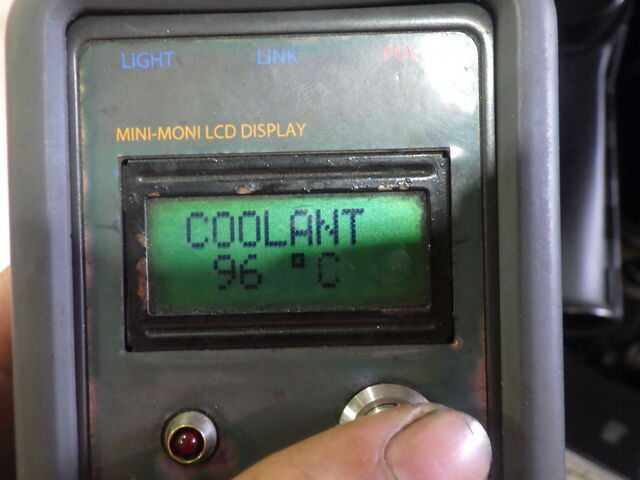 LiGHT LiNK
MINI-MONI LCD DISPLAY
COOLANT
96 °C